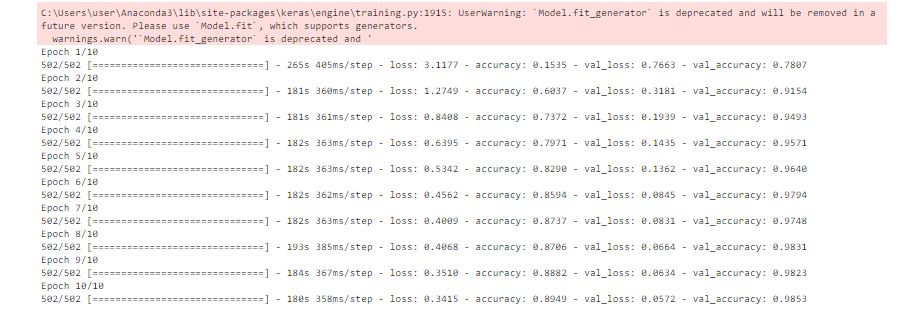 C:\Users\user\Anaconda3\lib\site-packages\keras\engine\training.py:1915: UserWarning: `Model.fit_generator` is deprecated and will be removed in a
future version. Please use `Model.fit`, which supports generators.
  warnings.warn('`Model.fit_generator` is deprecated and '
Epoch 1/10
502/502 [==============================] - 265s 405ms/step - loss: 3.1177 - accuracy: 0.1535 - val_loss: 0.7663 - val_accuracy: 0.7807
Epoch 2/10
502/502 [==============================] - 181s 360ms/step - loss: 1.2749 - accuracy: 0.6037 - val_loss: 0.3181 - val_accuracy: 0.9154
Epoch 3/10
502/502 [==============================] - 181s 361ms/step - loss: 0.8408 - accuracy: 0.7372 - val_loss: 0.1939 - val_accuracy: 0.9493
Epoch 4/10
502/502 [==============================] - 182s 363ms/step - loss: 0.6395 - accuracy: 0.7971 - val_loss: 0.1435 - val_accuracy: 0.9571
Epoch 5/10
502/502 [==============================] - 182s 363ms/step - loss: 0.5342 - accuracy: 0.8290 - val_loss: 0.1362 - val_accuracy: 0.9640
Epoch 6/10
502/502 [==============================] - 182s 362ms/step - loss: 0.4562 - accuracy: 0.8594 - val_loss: 0.0845 - val_accuracy: 0.9794
Epoch 7/10
502/502 [==============================] - 182s 363ms/step - loss: 0.4009 - accuracy: 0.8737 - val_loss: 0.0831 - val_accuracy: 0.9748
Epoch 8/10
502/502 [==============================] - 193s 385ms/step - loss: 0.4068 - accuracy: 0.8706 - val_loss: 0.0664 - val_accuracy: 0.9831
Epoch 9/10
502/502 [==============================] - 184s 367ms/step - loss: 0.3510 - accuracy: 0.8882 - val_loss: 0.0634 - val_accuracy: 0.9823
Epoch 10/10
502/502 [==============================] - 180s 358ms/step - loss: 0.3415 - accuracy: 0.8949 - val_loss: 0.0572 - val_accuracy: 0.9853